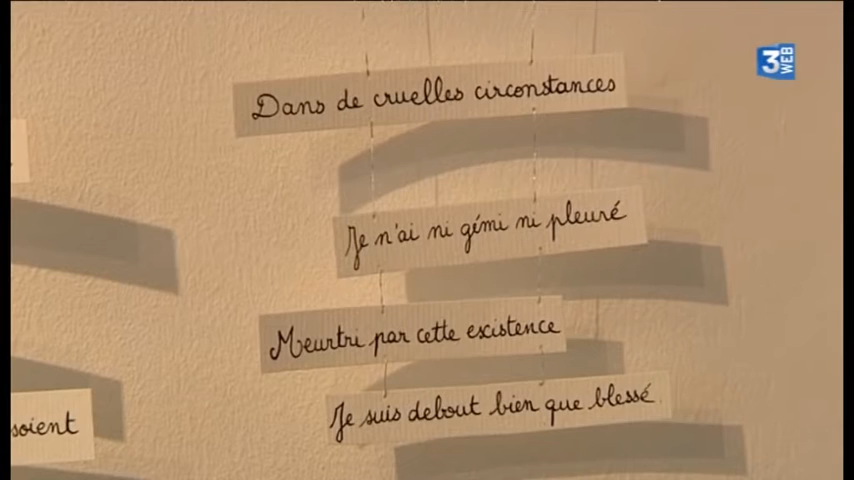 3 WEB
Dans de cruelles circonstances
Je n'ai ni gémi ni pleuré
Meurtri par cette existence
Je suis debout bien que blessé
soient